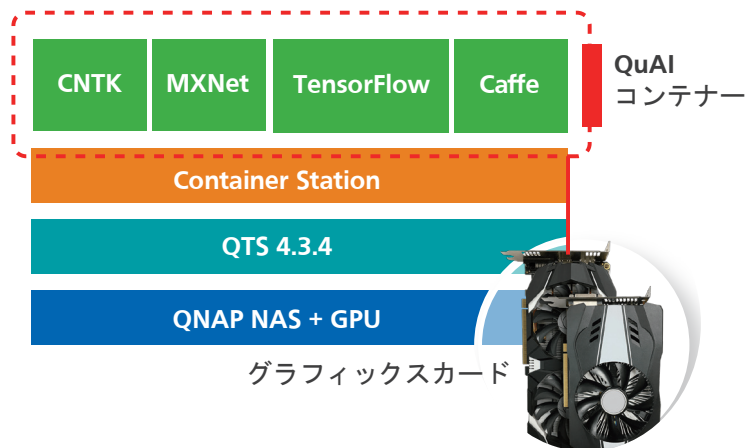 CNTK
MXNet
TensorFlow
Caffe
QuAI
コンテナー
Container Station
QTS 4.3.4
QNAP NAS + GPU
グラフィックスカード